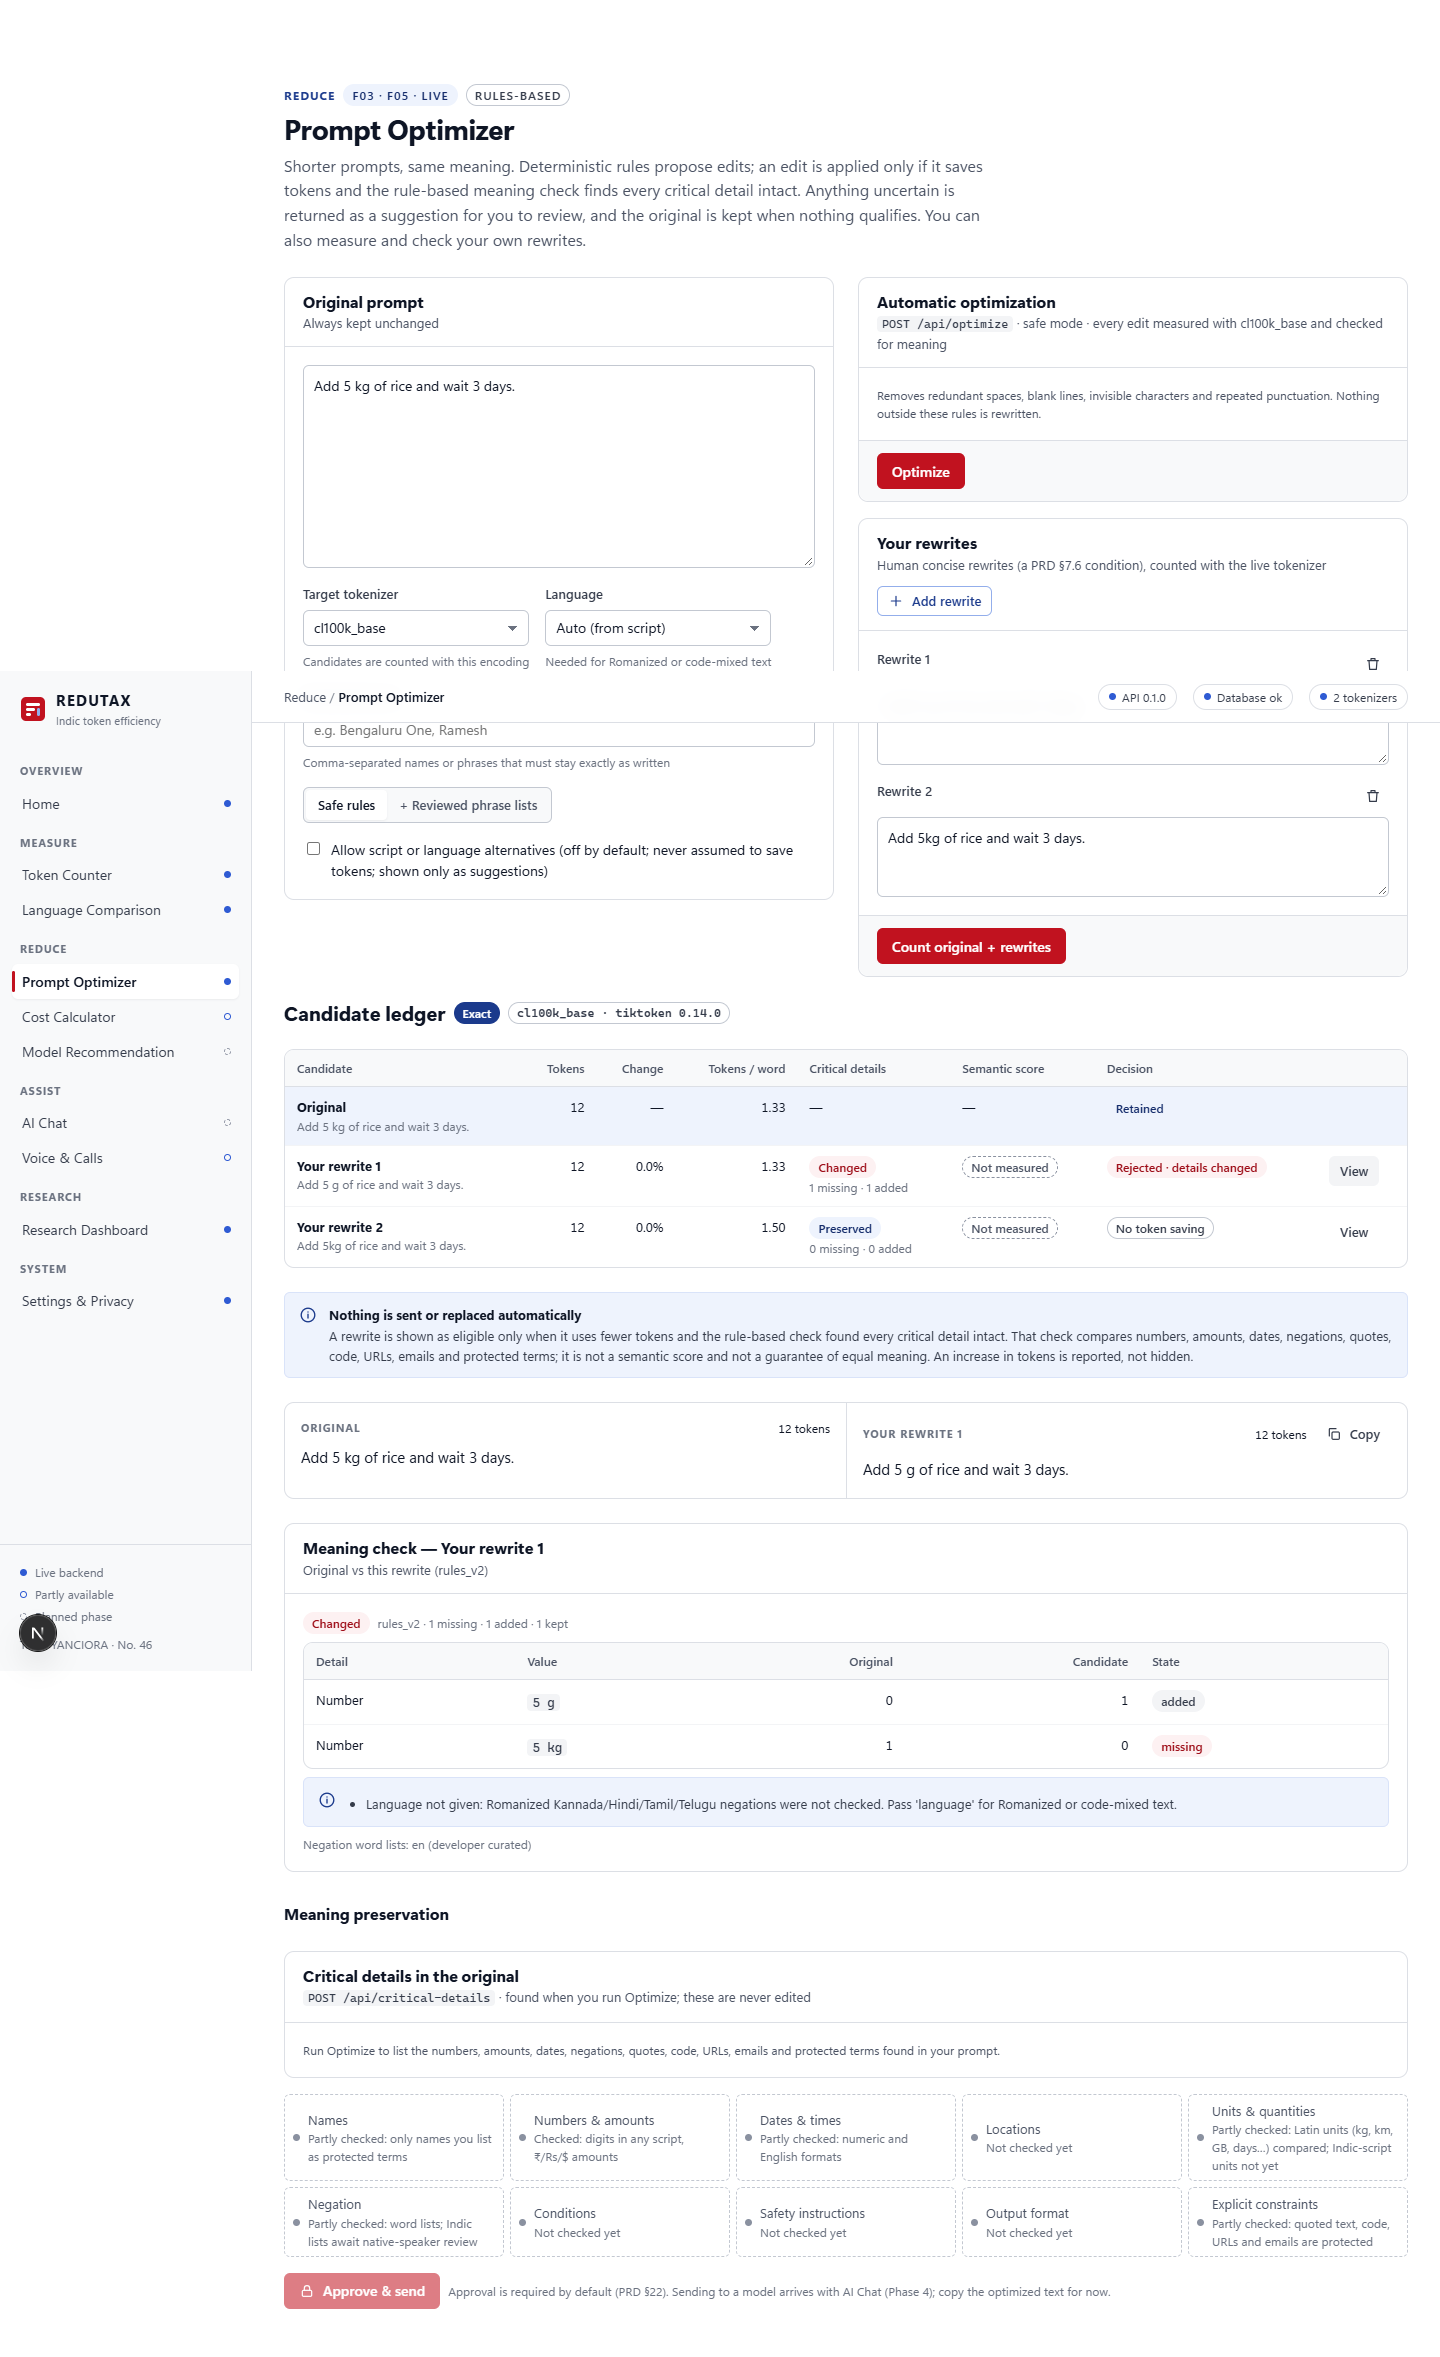 REDUCE F03 · F05 · LIVE RULES-BASED
Prompt Optimizer
Shorter prompts, same meaning. Deterministic rules propose edits; an edit is applied only if it saves
tokens and the rule-based meaning check finds every critical detail intact. Anything uncertain is
returned as a suggestion for you to review, and the original is kept when nothing qualifies. You can
also measure and check your own rewrites.
Original prompt
Always kept unchanged
Add 5 kg of rice and wait 3 days.
Target tokenizer
Language
cl100k_base
Auto (from script)
Candidates are counted with this encoding
Needed for Romanized or code-mixed text
e.g. Bengaluru One, Ramesh
Comma-separated names or phrases that must stay exactly as written
Safe rules
+ Reviewed phrase lists
Allow script or language alternatives (off by default; never assumed to save
tokens; shown only as suggestions)
Automatic optimization
POST /api/optimize · safe mode · every edit measured with cl100k_base and checked
for meaning
Removes redundant spaces, blank lines, invisible characters and repeated punctuation. Nothing
outside these rules is rewritten.
Optimize
Your rewrites
Human concise rewrites (a PRD §7.6 condition), counted with the live tokenizer
+ Add rewrite
Rewrite 1
Rewrite 2
Add 5kg of rice and wait 3 days.
Count original + rewrites
REDUTAX
Indic token efficiency
Reduce / Prompt Optimizer
API 0.1.0
Database ok
2 tokenizers
OVERVIEW
Home
MEASURE
Token Counter
Language Comparison
REDUCE
Prompt Optimizer
Cost Calculator
Model Recommendation
ASSIST
AI Chat
Voice & Calls
RESEARCH
Research Dashboard
SYSTEM
Settings & Privacy
Live backend
Partly available
nned phase
N
YANCIORA · No. 46
Candidate ledger Exact cl100k_base · tiktoken 0.14.0
Candidate Tokens Change Tokens / word Critical details Semantic score Decision
Original 12 — 1.33 — — Retained
Add 5 kg of rice and wait 3 days.
Your rewrite 1 12 0.0% 1.33 Changed Not measured Rejected · details changed View
Add 5 g of rice and wait 3 days. 1 missing · 1 added
Your rewrite 2 12 0.0% 1.50 Preserved Not measured No token saving View
Add 5kg of rice and wait 3 days. 0 missing · 0 added
Nothing is sent or replaced automatically
A rewrite is shown as eligible only when it uses fewer tokens and the rule-based check found every critical detail intact. That check compares numbers, amounts, dates, negations, quotes,
code, URLs, emails and protected terms; it is not a semantic score and not a guarantee of equal meaning. An increase in tokens is reported, not hidden.
ORIGINAL 12 tokens
Add 5 kg of rice and wait 3 days.
YOUR REWRITE 1 12 tokens Copy
Add 5 g of rice and wait 3 days.
Meaning check — Your rewrite 1
Original vs this rewrite (rules_v2)
Changed rules_v2 · 1 missing · 1 added · 1 kept
Detail Value Original Candidate State
Number 5 g 0 1 added
Number 5 kg 1 0 missing
• Language not given: Romanized Kannada/Hindi/Tamil/Telugu negations were not checked. Pass 'language' for Romanized or code-mixed text.
Negation word lists: en (developer curated)
Meaning preservation
Critical details in the original
POST /api/critical-details · found when you run Optimize; these are never edited
Run Optimize to list the numbers, amounts, dates, negations, quotes, code, URLs, emails and protected terms found in your prompt.
Names
Partly checked: only names you list
as protected terms
Numbers & amounts
Checked: digits in any script,
₹/Rs/$ amounts
Dates & times
Partly checked: numeric and
English formats
Locations
Not checked yet
Units & quantities
Partly checked: Latin units (kg, km,
GB, days...) compared; Indic-script
units not yet
Negation
Partly checked: word lists; Indic
lists await native-speaker review
Conditions
Not checked yet
Safety instructions
Not checked yet
Output format
Not checked yet
Explicit constraints
Partly checked: quoted text, code,
URLs and emails are protected
Approve & send
Approval is required by default (PRD §22). Sending to a model arrives with AI Chat (Phase 4); copy the optimized text for now.